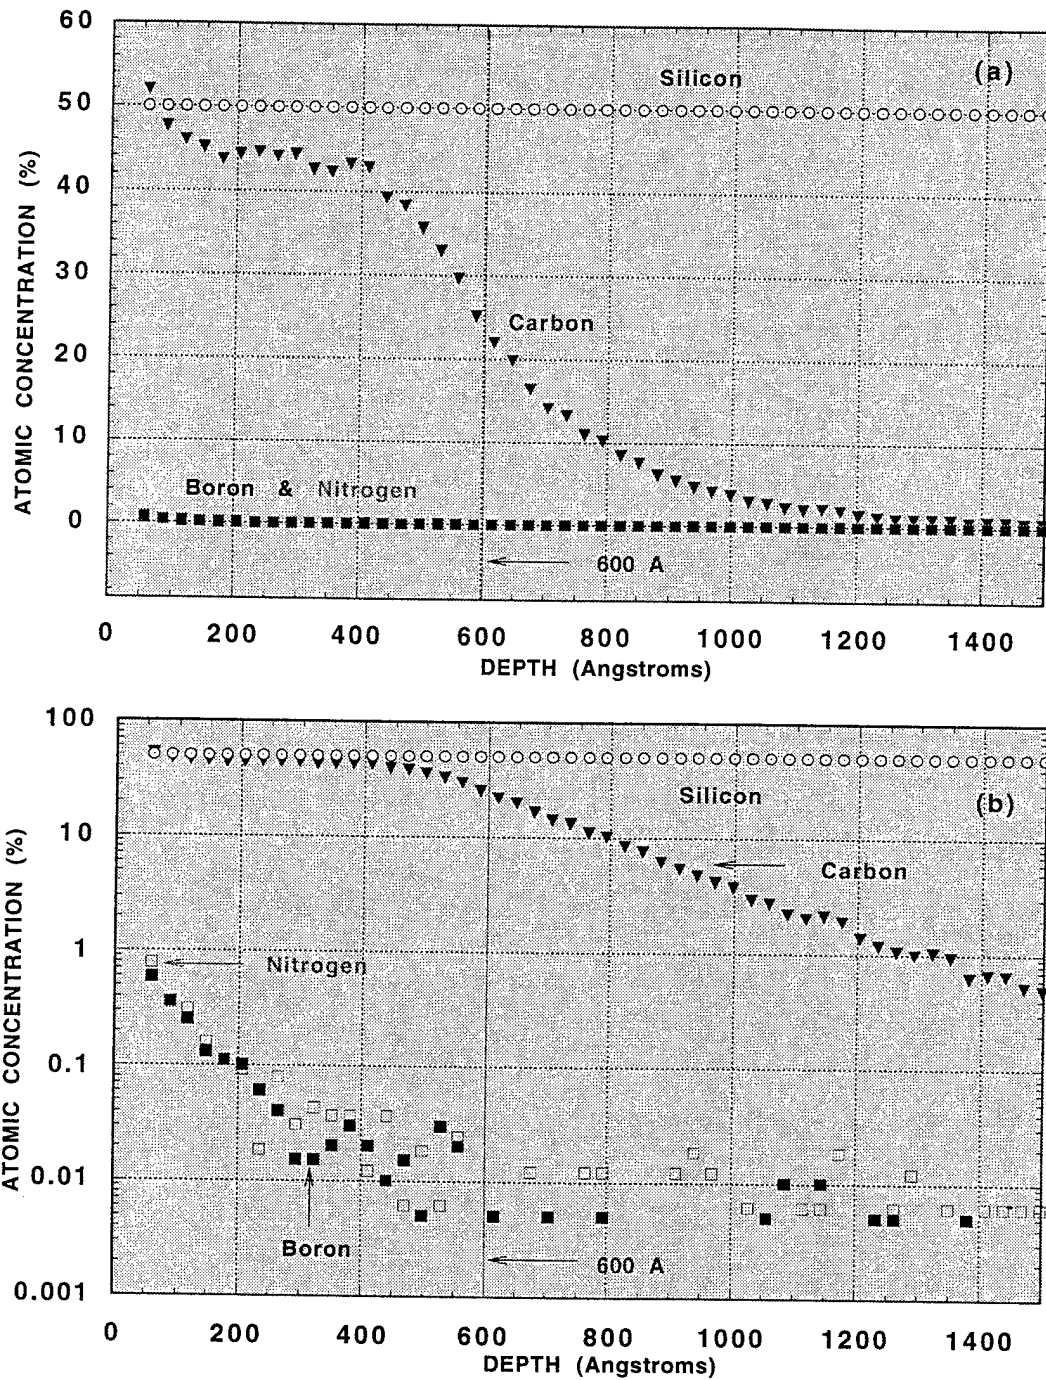 60
50
40
30
20
10
0
ATOMIC CONCENTRATION (%)
Silicon
(a)
Carbon
Boron & Nitrogen
600 A
0 200 400 600 800 1000 1200 1400
DEPTH (Angstroms)
100
10
1
0.1
0.01
0.001
ATOMIC CONCENTRATION (%)
Silicon
(b)
Carbon
Nitrogen
Boron
600 A
0 200 400 600 800 1000 1200 1400
DEPTH (Angstroms)